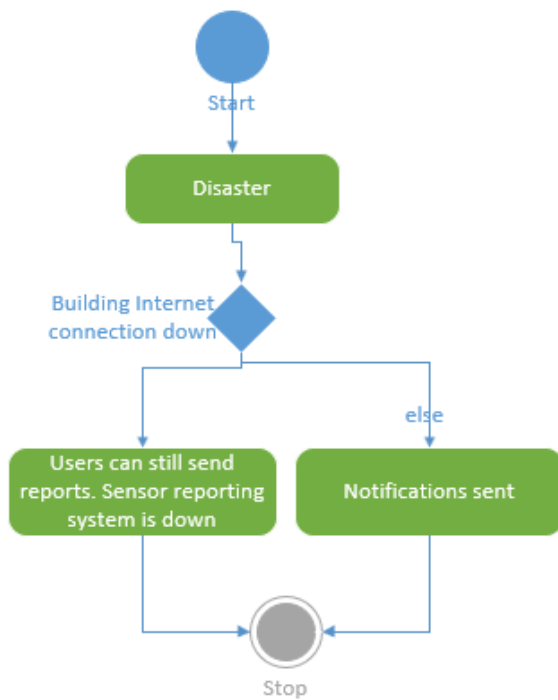 Start
Disaster
Building Internet
connection down
else
Users can still send
reports. Sensor reporting
system is down
Notifications sent
Stop